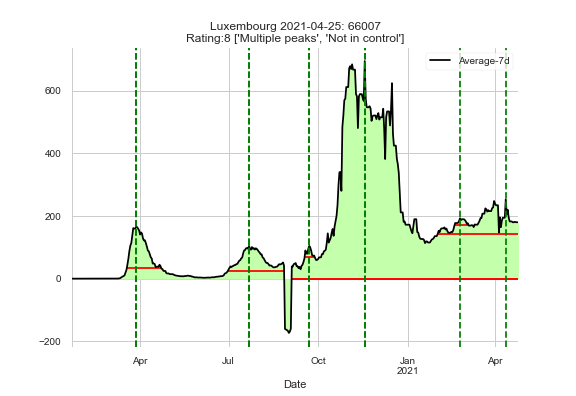 Luxembourg 2021-04-25: 66007
Rating:8 ['Multiple peaks', 'Not in control']
Average-7d
600
400
200
0
−200
Apr
Jul
Oct
Jan
2021
Apr
Date